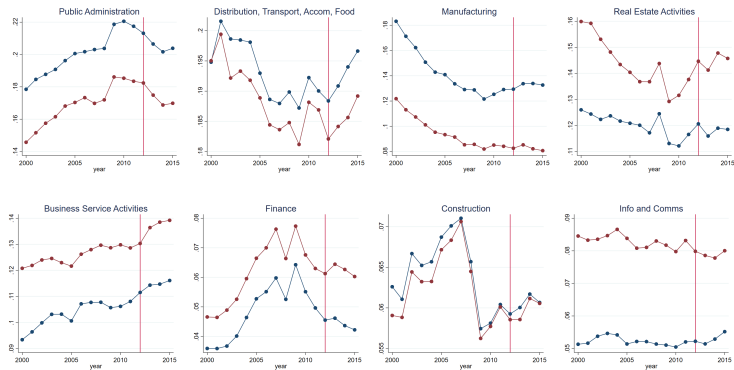 Public Administration
.14 .16 .18 .2 .22
2000 2005 2010 2015
year
Distribution, Transport, Accom, Food
.18 .185 .19 .195 .2
2000 2005 2010 2015
year
Manufacturing
.08 .1 .12 .14 .16 .18
2000 2005 2010 2015
year
Real Estate Activities
.11 .12 .13 .14 .15 .16
2000 2005 2010 2015
year
Business Service Activities
.09 .1 .11 .12 .13 .14
2000 2005 2010 2015
year
Finance
.04 .05 .06 .07 .08
2000 2005 2010 2015
year
Construction
.055 .06 .065 .07
2000 2005 2010 2015
year
Info and Comms
.05 .06 .07 .08 .09
2000 2005 2010 2015
year